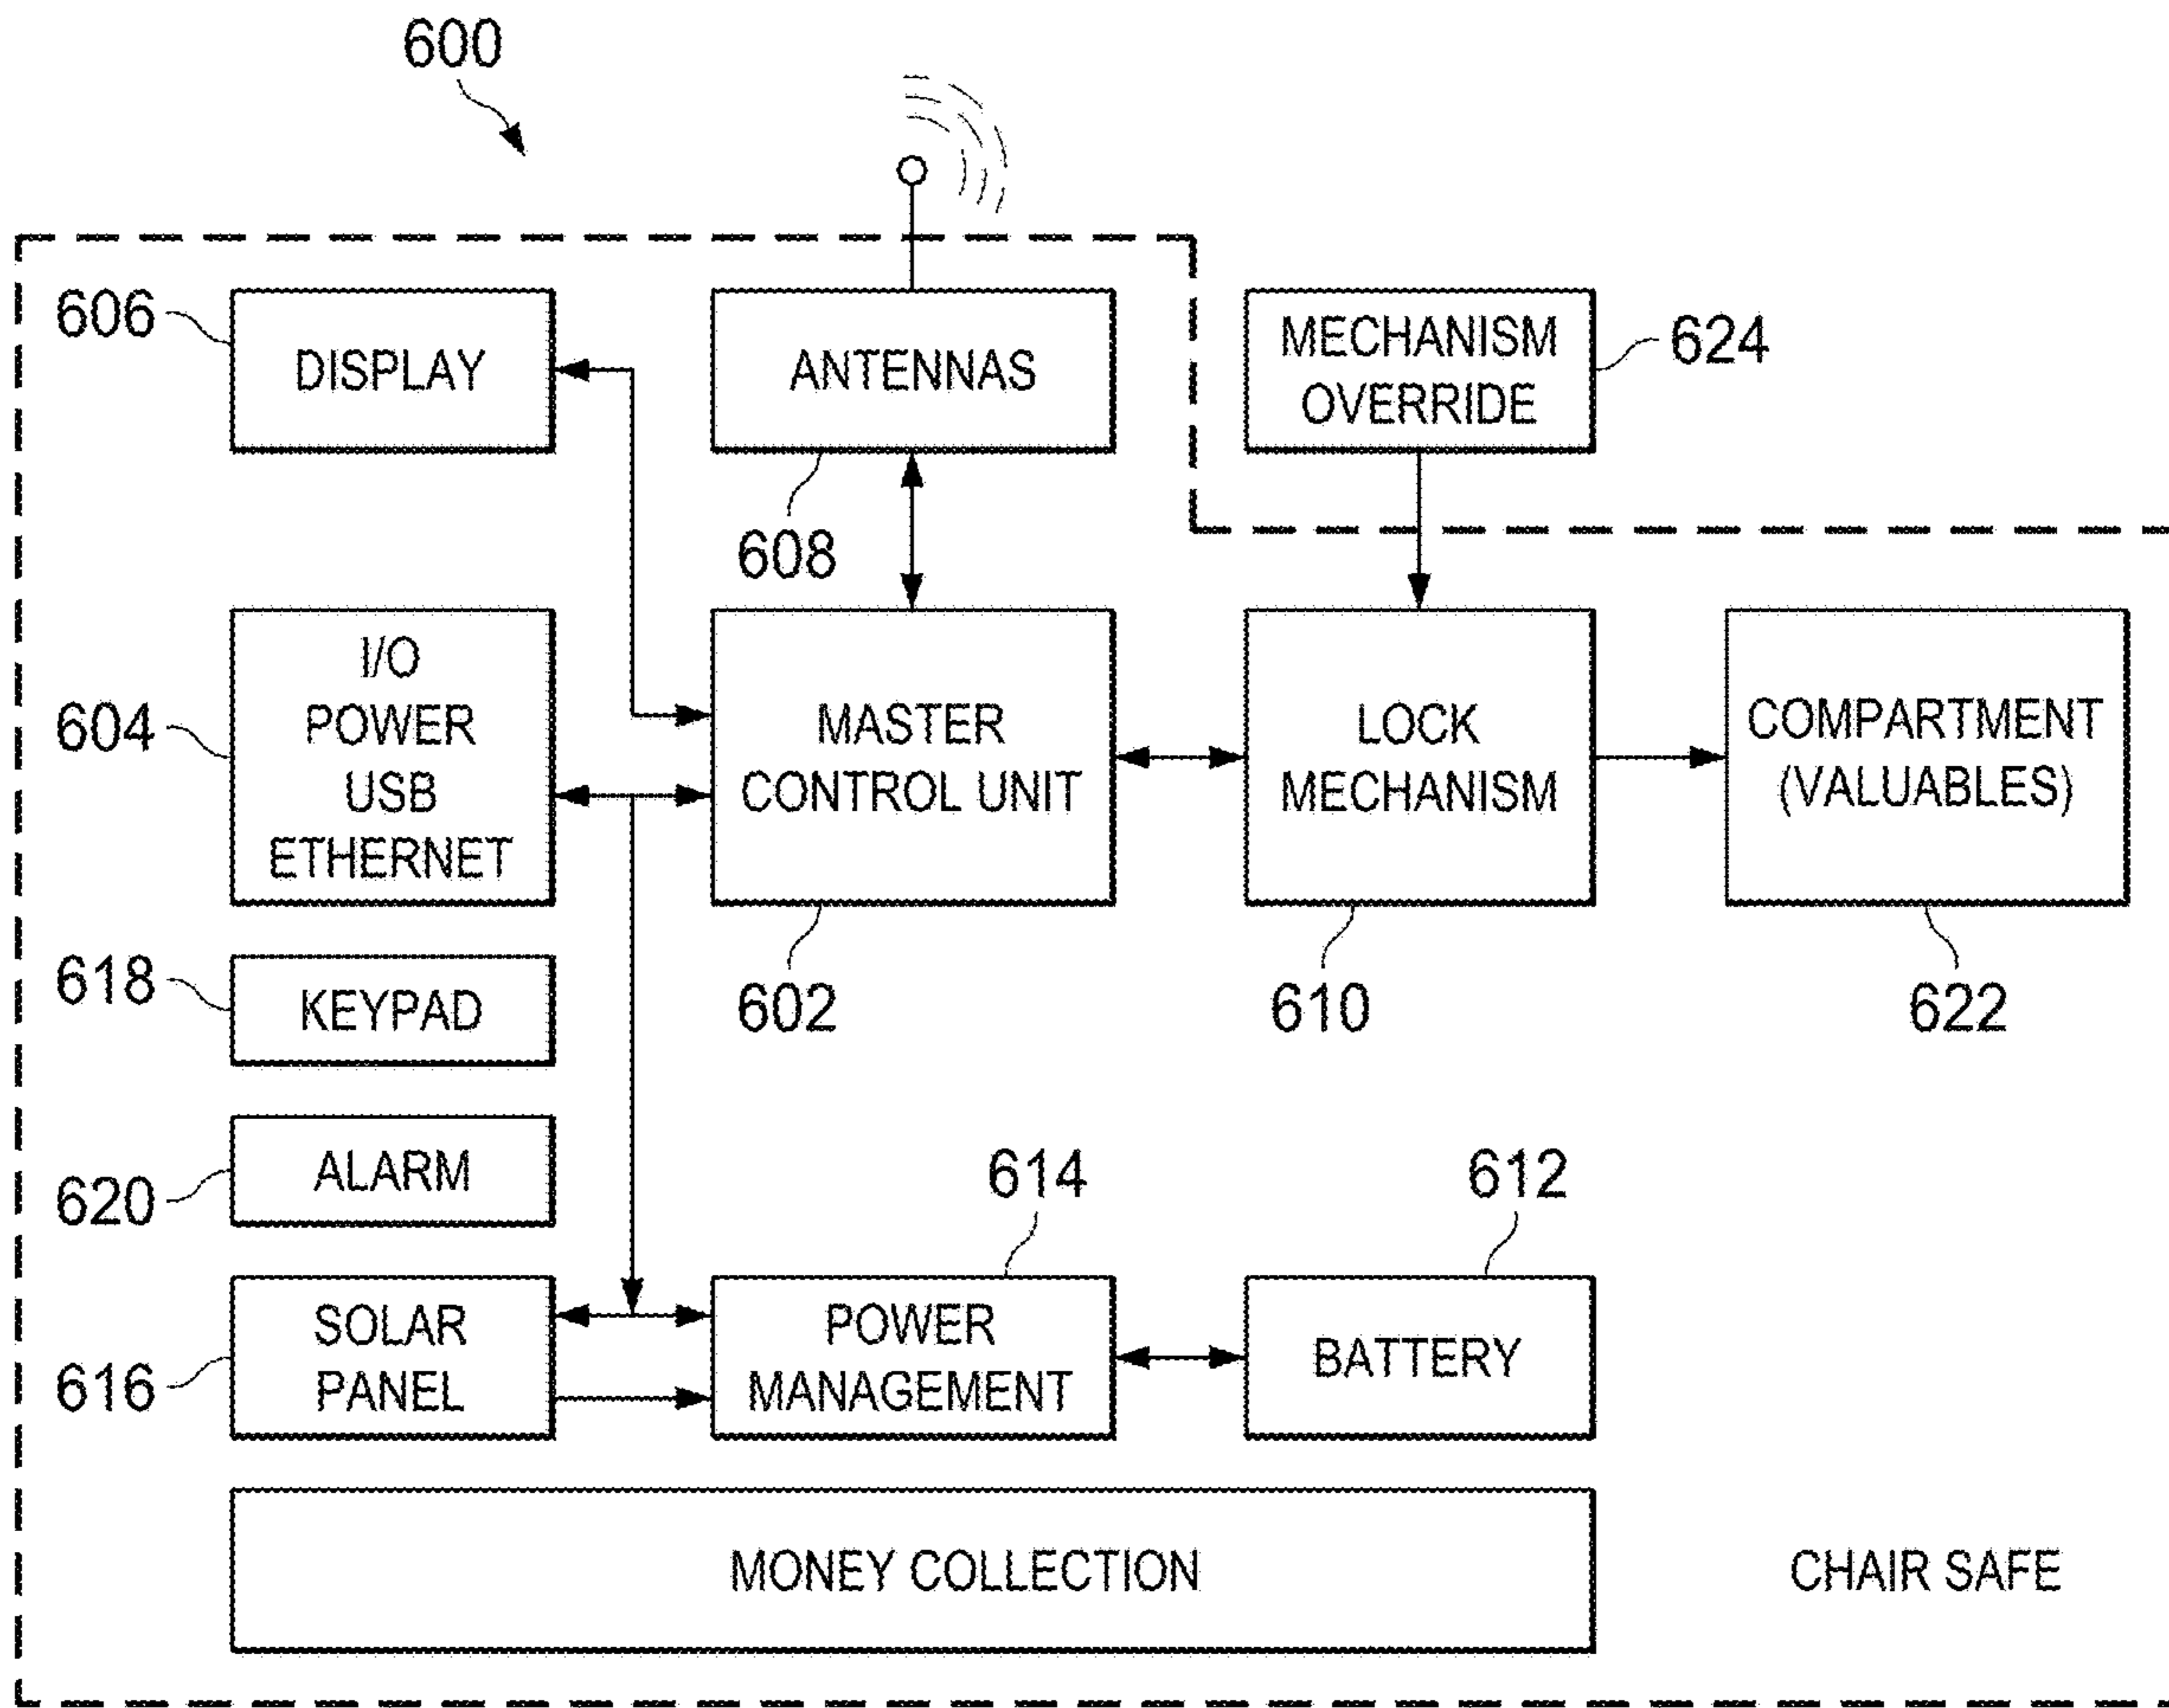 600
606
DISPLAY
ANTENNAS
MECHANISM
OVERRIDE
624
608
604
I/O
POWER
USB
ETHERNET
MASTER
CONTROL UNIT
LOCK
MECHANISM
COMPARTMENT
(VALUABLES)
618
KEYPAD
602
610
622
620
ALARM
614
612
616
SOLAR
PANEL
POWER
MANAGEMENT
BATTERY
MONEY COLLECTION
CHAIR SAFE